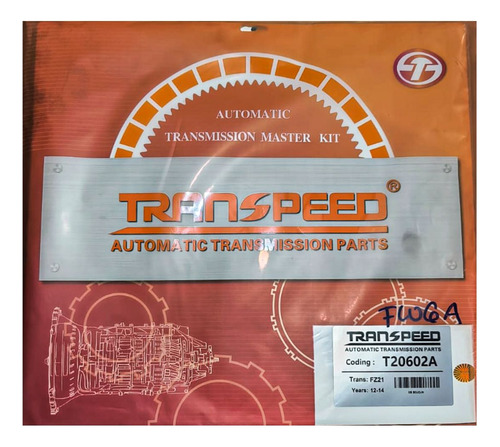 AUTOMATIC
TRANSMISSION MASTER KIT
TRANSPEED®
AUTOMATIC TRANSMISSION PARTS
FW6A
TRANSPEED
AUTOMATIC TRANSMISSION PARTS
Coding : T20602A
Trans: FZ21
Years: 12-14